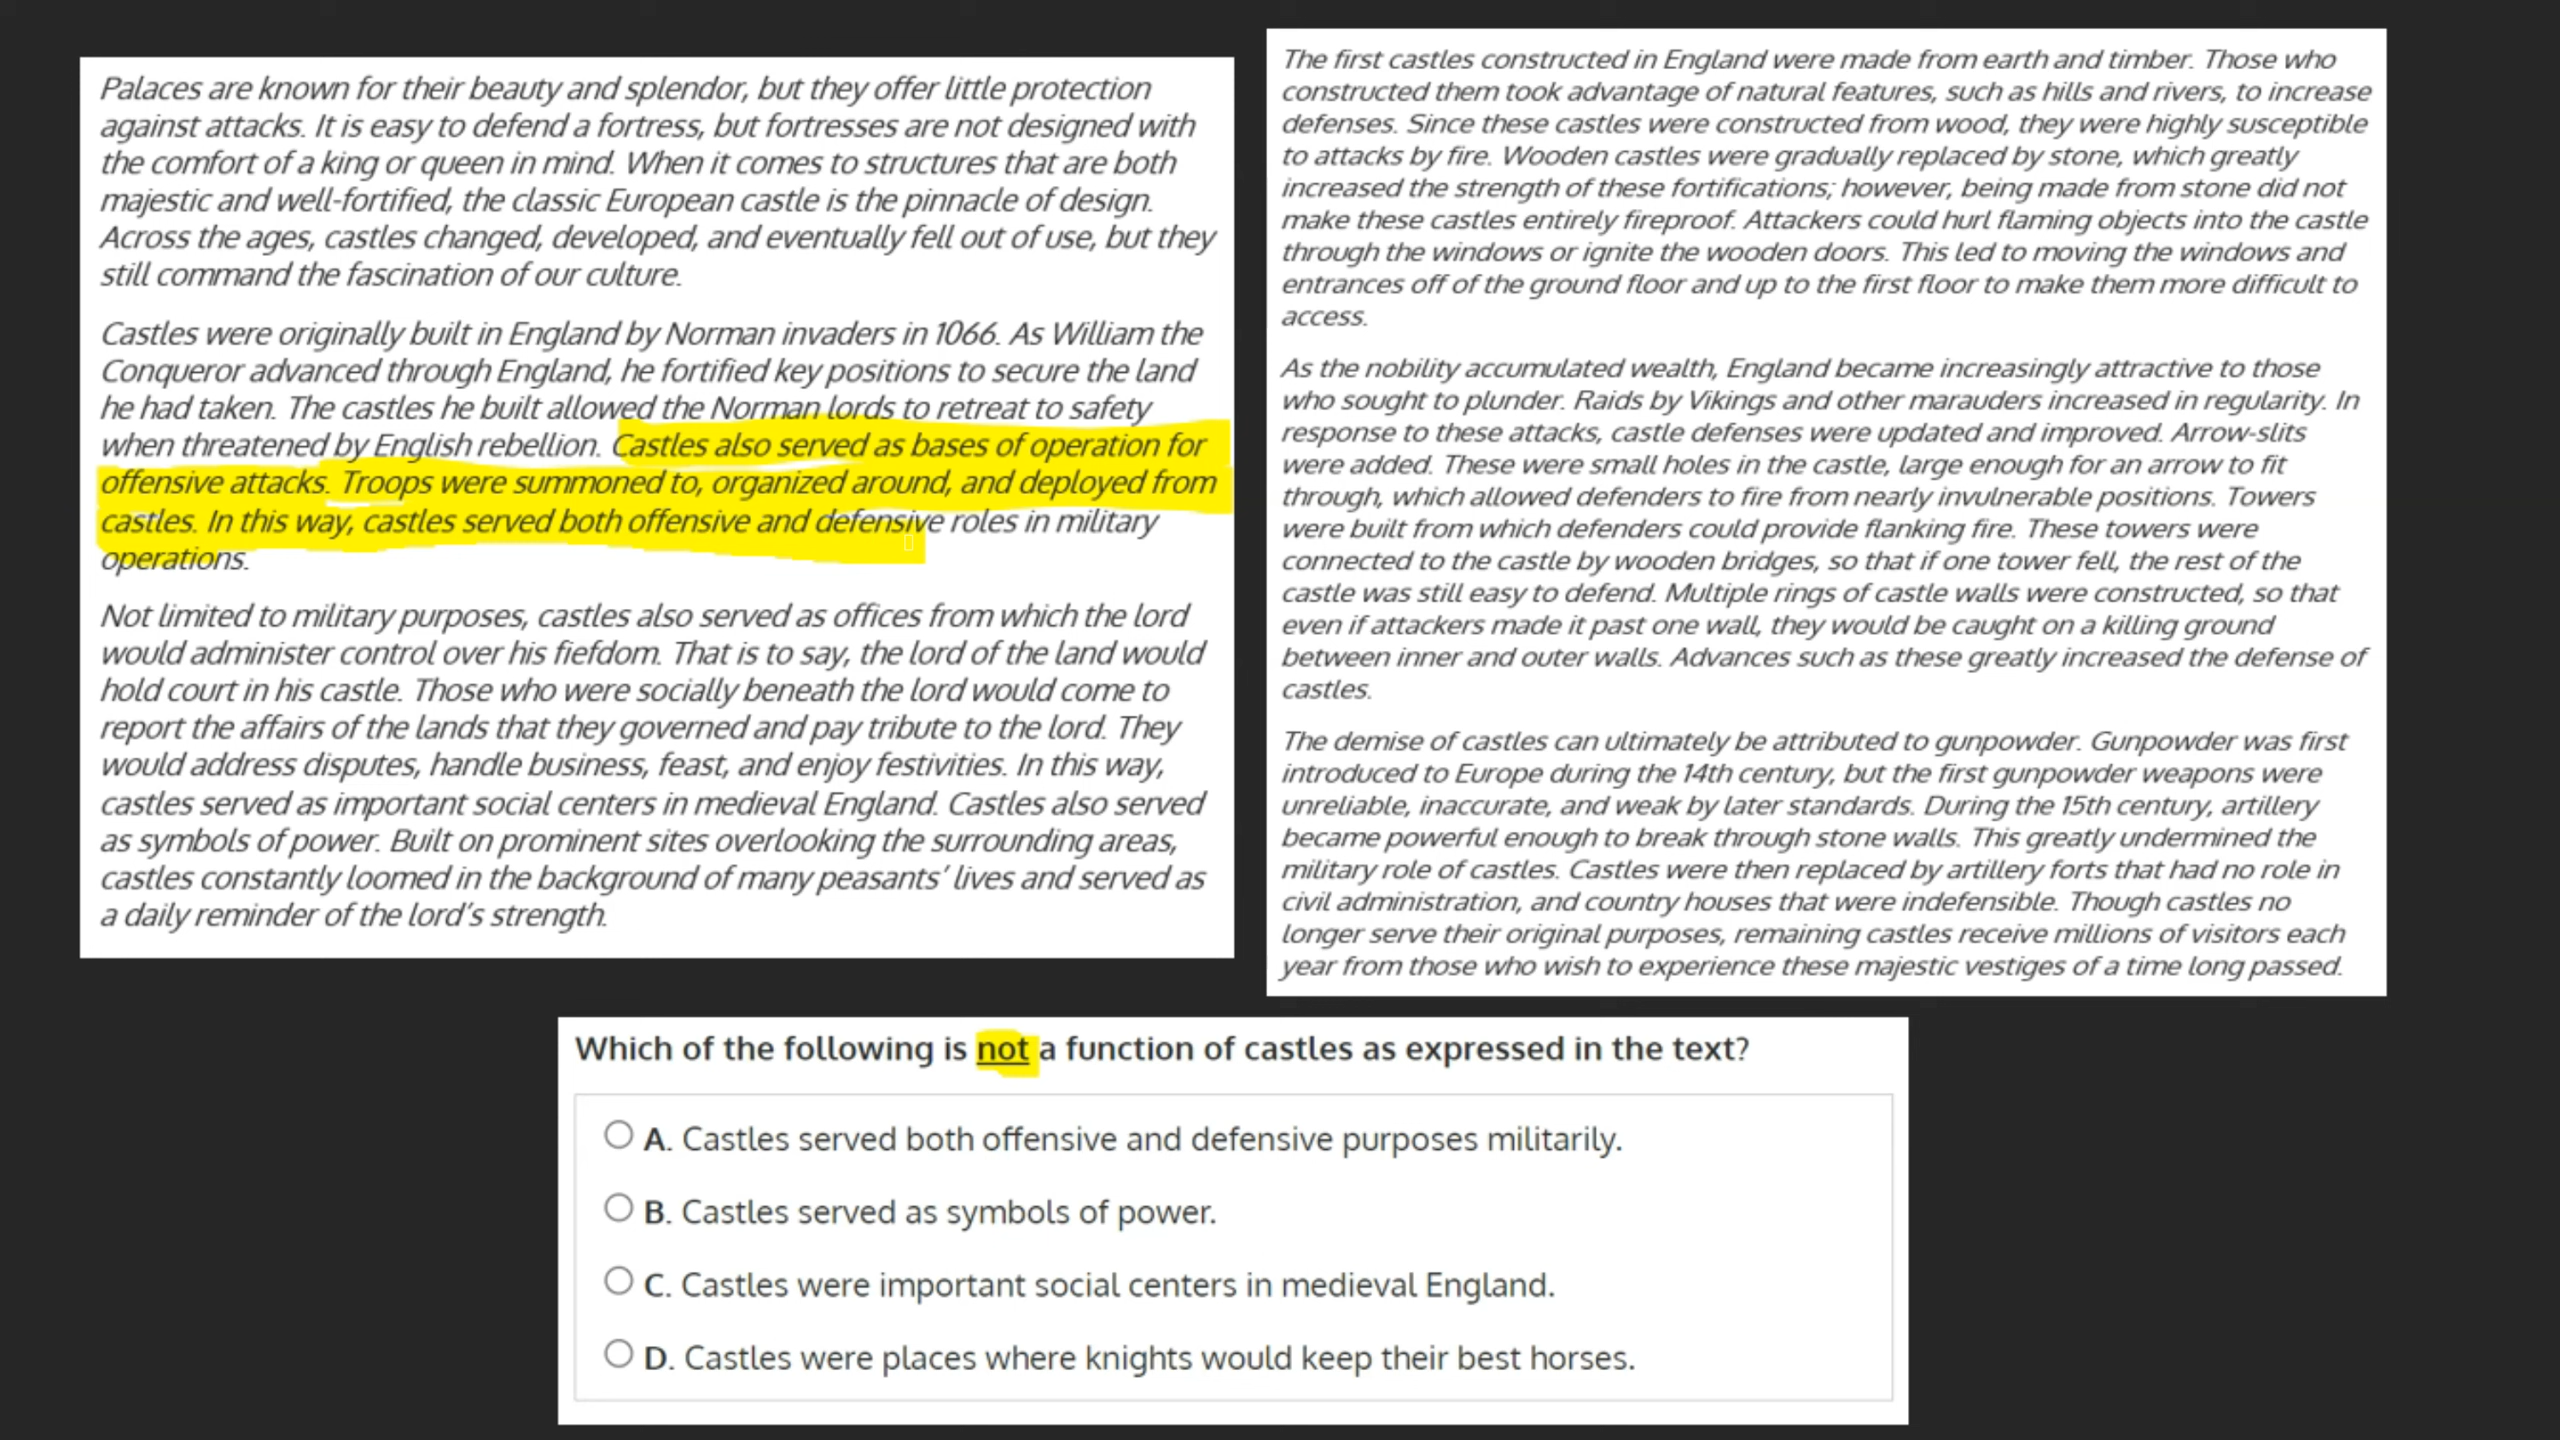 Palaces are known for their beauty and splendor, but they offer little protection
against attacks. It is easy to defend a fortress, but fortresses are not designed with
the comfort of a king or queen in mind. When it comes to structures that are both
majestic and well-fortified, the classic European castle is the pinnacle of design.
Across the ages, castles changed, developed, and eventually fell out of use, but they
still command the fascination of our culture.
Castles were originally built in England by Norman invaders in 1066. As William the
Conqueror advanced through England, he fortified key positions to secure the land
he had taken. The castles he built allowed the Norman lords to retreat to safety
when threatened by English rebellion. Castles also served as bases of operation for
offensive attacks. Troops were summoned to, organized around, and deployed from
castles. In this way, castles served both offensive and defensive roles in military
operations.
Not limited to military purposes, castles also served as offices from which the lord
would administer control over his fiefdom. That is to say, the lord of the land would
hold court in his castle. Those who were socially beneath the lord would come to
report the affairs of the lands that they governed and pay tribute to the lord. They
would address disputes, handle business, feast, and enjoy festivities. In this way,
castles served as important social centers in medieval England. Castles also served
as symbols of power. Built on prominent sites overlooking the surrounding areas,
castles constantly loomed in the background of many peasants' lives and served as
a daily reminder of the lord's strength.
The first castles constructed in England were made from earth and timber. Those who
constructed them took advantage of natural features, such as hills and rivers, to increase
defenses. Since these castles were constructed from wood, they were highly susceptible
to attacks by fire. Wooden castles were gradually replaced by stone, which greatly
increased the strength of these fortifications; however, being made from stone did not
make these castles entirely fireproof. Attackers could hurl flaming objects into the castle
through the windows or ignite the wooden doors. This led to moving the windows and
entrances off of the ground floor and up to the first floor to make them more difficult to
access.
As the nobility accumulated wealth, England became increasingly attractive to those
who sought to plunder. Raids by Vikings and other marauders increased in regularity. In
response to these attacks, castle defenses were updated and improved. Arrow-slits
were added. These were small holes in the castle, large enough for an arrow to fit
through, which allowed defenders to fire from nearly invulnerable positions. Towers
were built from which defenders could provide flanking fire. These towers were
connected to the castle by wooden bridges, so that if one tower fell, the rest of the
castle was still easy to defend. Multiple rings of castle walls were constructed, so that
even if attackers made it past one wall, they would be caught on a killing ground
between inner and outer walls. Advances such as these greatly increased the defense of
castles.
The demise of castles can ultimately be attributed to gunpowder. Gunpowder was first
introduced to Europe during the 14th century, but the first gunpowder weapons were
unreliable, inaccurate, and weak by later standards. During the 15th century, artillery
became powerful enough to break through stone walls. This greatly undermined the
military role of castles. Castles were then replaced by artillery forts that had no role in
civil administration, and country houses that were indefensible. Though castles no
longer serve their original purposes, remaining castles receive millions of visitors each
year from those who wish to experience these majestic vestiges of a time long passed.
Which of the following is not a function of castles as expressed in the text?
A. Castles served both offensive and defensive purposes militarily.
B. Castles served as symbols of power.
C. Castles were important social centers in medieval England.
D. Castles were places where knights would keep their best horses.